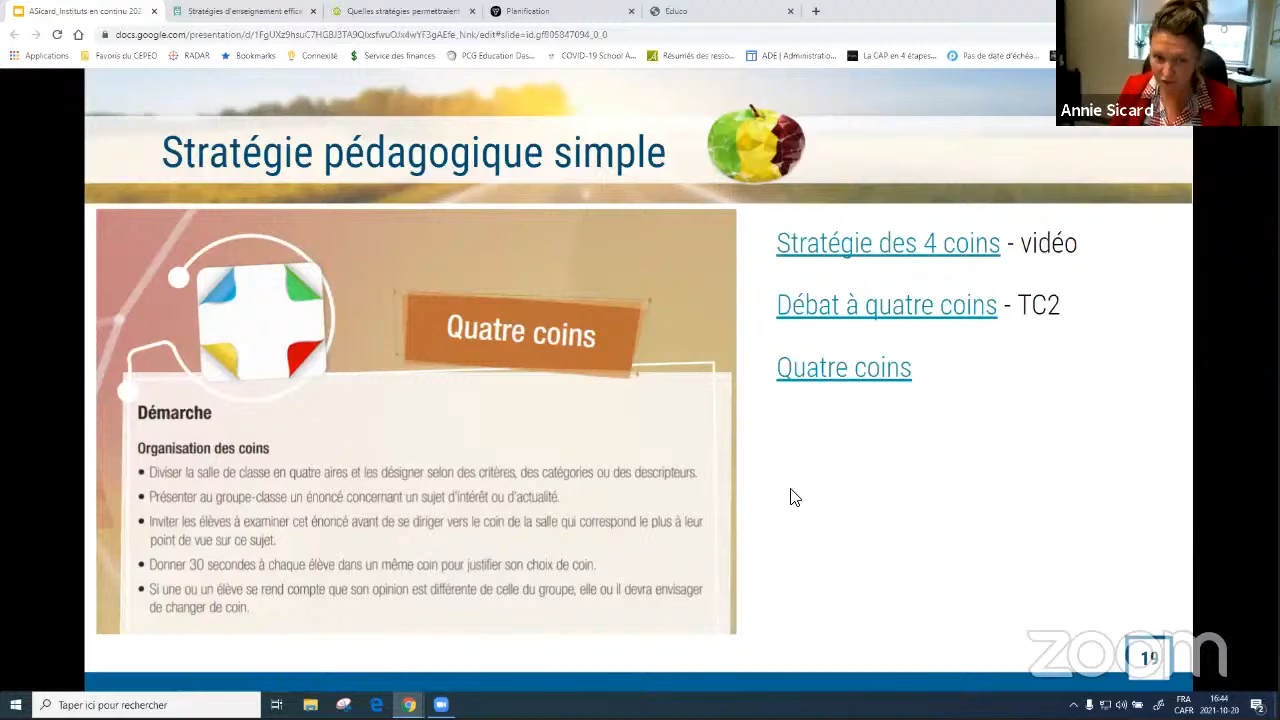 ASicard_Instituts en continu 202
Stratégies d'enseignement effic
Quelles stratégies permettraient
Planification
Educo
docs.google.com/presentation/d/1FgUXz9hsuC7HGBJ3TA9QIxsfwuOJx4wYF3gAEfe_NnI/edit#slide=id.gf805847094_0_0
Applications
Favoris du CEPEO
RADAR
Bookmarks
Connexité
Service des finances
PCG Education Das...
COVID-19 School A...
Résumés des resso...
ADE | Administratio...
La CAP en 4 étapes...
Pas de date d'échéa...
Annie Sicard
Stratégie pédagogique simple
Quatre coins
Démarche
Organisation des coins
• Diviser la salle de classe en quatre aires et les désigner selon des critères, des catégories ou des descripteurs.
• Présenter au groupe-classe un énoncé concernant un sujet d'intérêt ou d'actualité.
• Inviter les élèves à examiner cet énoncé avant de se diriger vers le coin de la salle qui correspond le plus à leur
point de vue sur ce sujet.
• Donner 30 secondes à chaque élève dans un même coin pour justifier son choix de coin.
• Si une ou un élève se rend compte que son opinion est différente de celle du groupe, elle ou il devra envisager
de changer de coin.
Stratégie des 4 coins - vidéo
Débat à quatre coins - TC2
Quatre coins
zoom
19
Taper ici pour rechercher
FRA
CAFR
16:44
2021-10-20